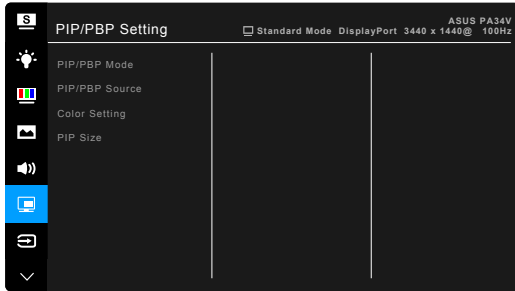 S
ASUS PA34V
PIP/PBP Setting
Standard Mode DisplayPort 3440 x 1440@ 100Hz
PIP/PBP Mode
PIP/PBP Source
Color Setting
PIP Size